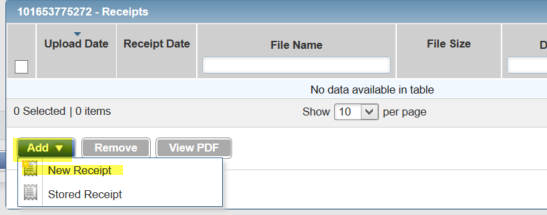 101653775272 - Receipts
Upload Date Receipt Date File Name File Size D
No data available in table
0 Selected | 0 items Show 10 per page
Add Remove View PDF
New Receipt
Stored Receipt